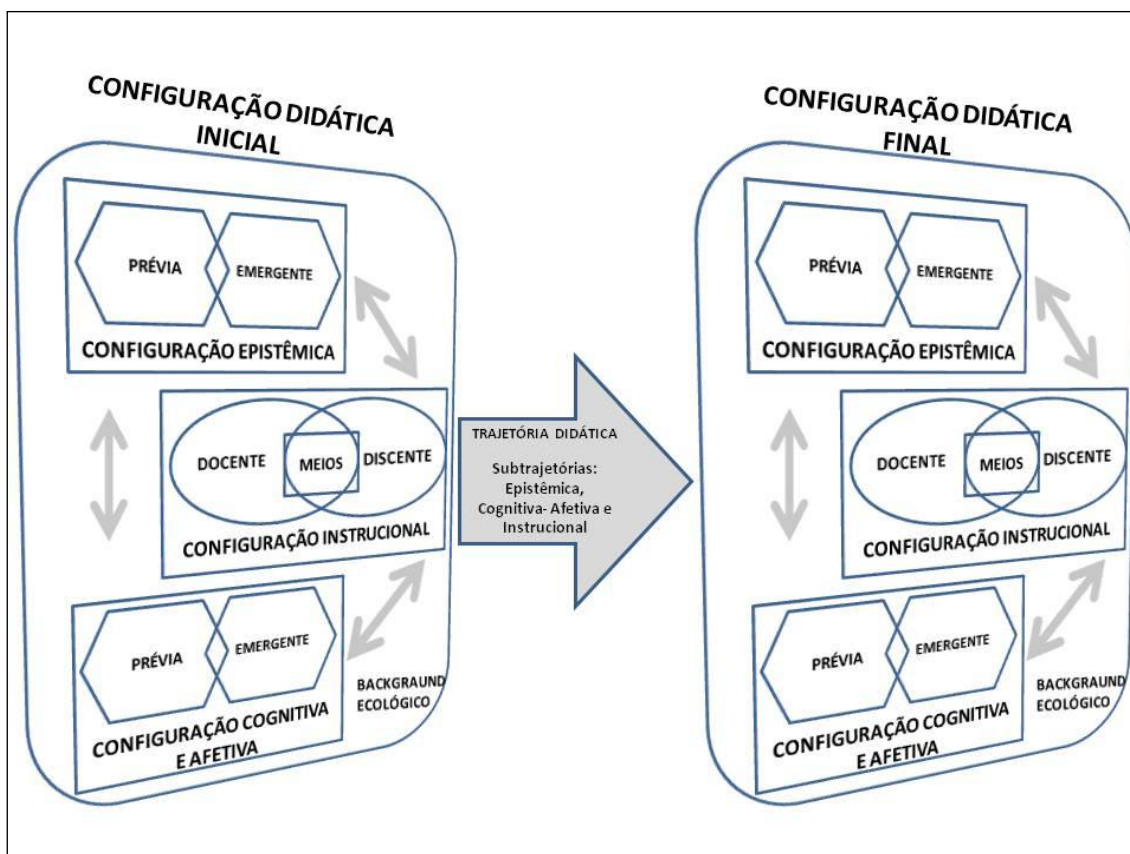 CONFIGURAÇÃO DIDÁTICA
INICIAL
PRÉVIA
EMERGENTE
CONFIGURAÇÃO EPISTÊMICA
DOCENTE
MEIOS
DISCENTE
CONFIGURAÇÃO INSTRUCIONAL
PRÉVIA
EMERGENTE
CONFIGURAÇÃO COGNITIVA
E AFETIVA
BACKGRAUND
ECOLÓGICO
TRAJETÓRIA DIDÁTICA
Subtrajetórias:
Epistêmica,
Cognitiva- Afetiva e
Instrucional
CONFIGURAÇÃO DIDÁTICA
FINAL
PRÉVIA
EMERGENTE
CONFIGURAÇÃO EPISTÊMICA
DOCENTE
MEIOS
DISCENTE
CONFIGURAÇÃO INSTRUCIONAL
PRÉVIA
EMERGENTE
CONFIGURAÇÃO COGNITIVA
E AFETIVA
BACKGRAUND
ECOLÓGICO